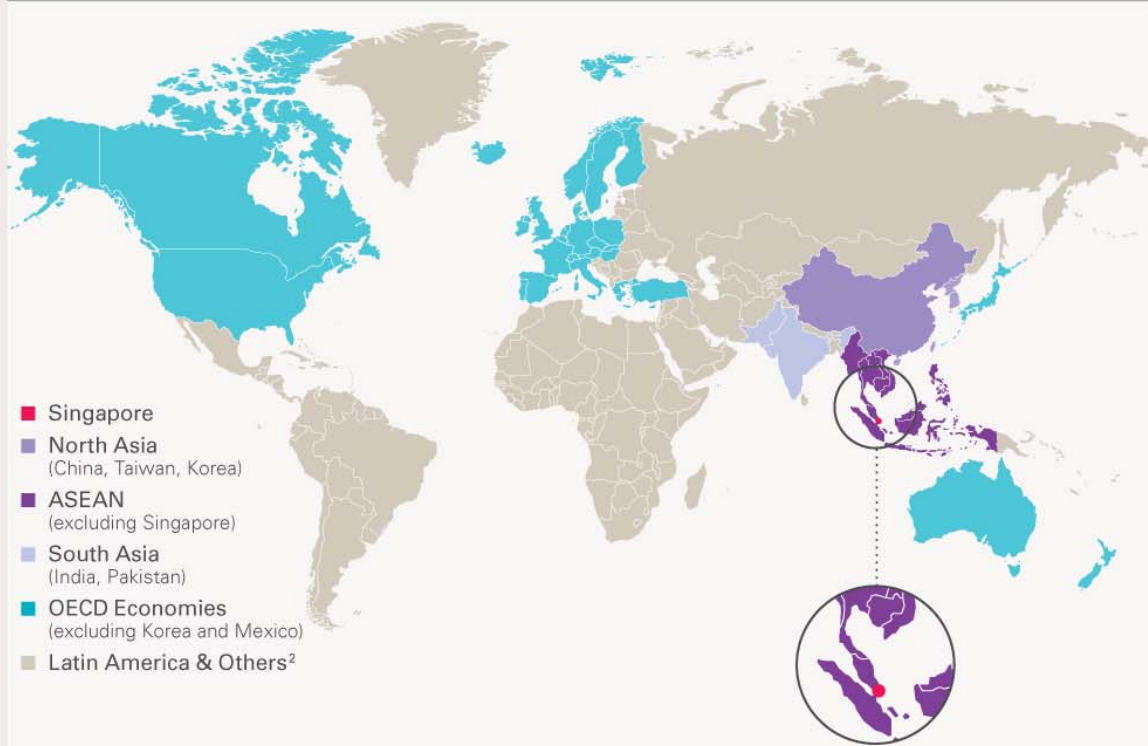 Singapore
North Asia
(China, Taiwan, Korea)
ASEAN
(excluding Singapore)
South Asia
(India, Pakistan)
OECD Economies
(excluding Korea and Mexico)
Latin America & Others²